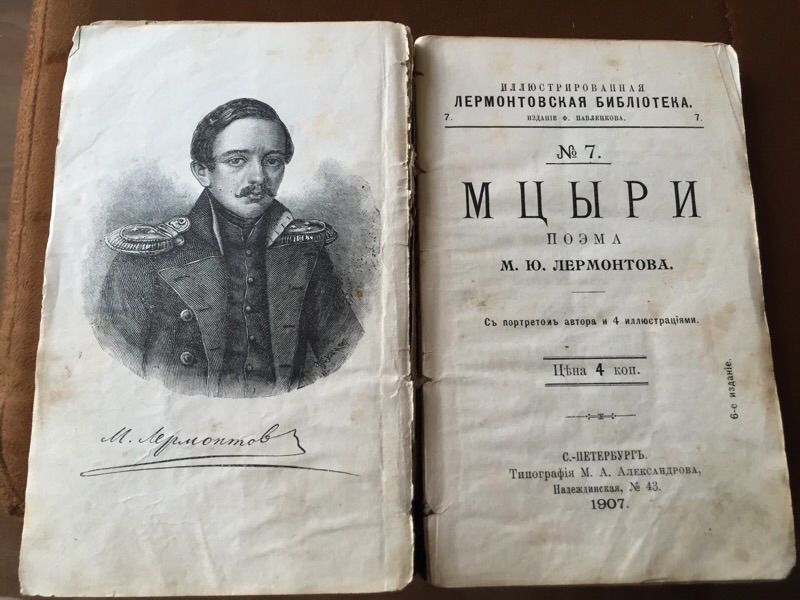 М. Лермонтов
ИЛЛЮСТРИРОВАННАЯ
ЛЕРМОНТОВСКАЯ БИБЛІОТЕКА.
7. ИЗДАНІЕ Ф. ПАВЛЕНКОВА. 7.
№ 7.
МЦЫРИ
ПОЭМА
М. Ю. ЛЕРМОНТОВА.
Съ портретомъ автора и 4 иллюстраціями.
Цѣна 4 коп.
6-е изданіе.
С.-ПЕТЕРБУРГЪ.
Типографія М. А. Александрова,
Надеждинская, № 43.
1907.